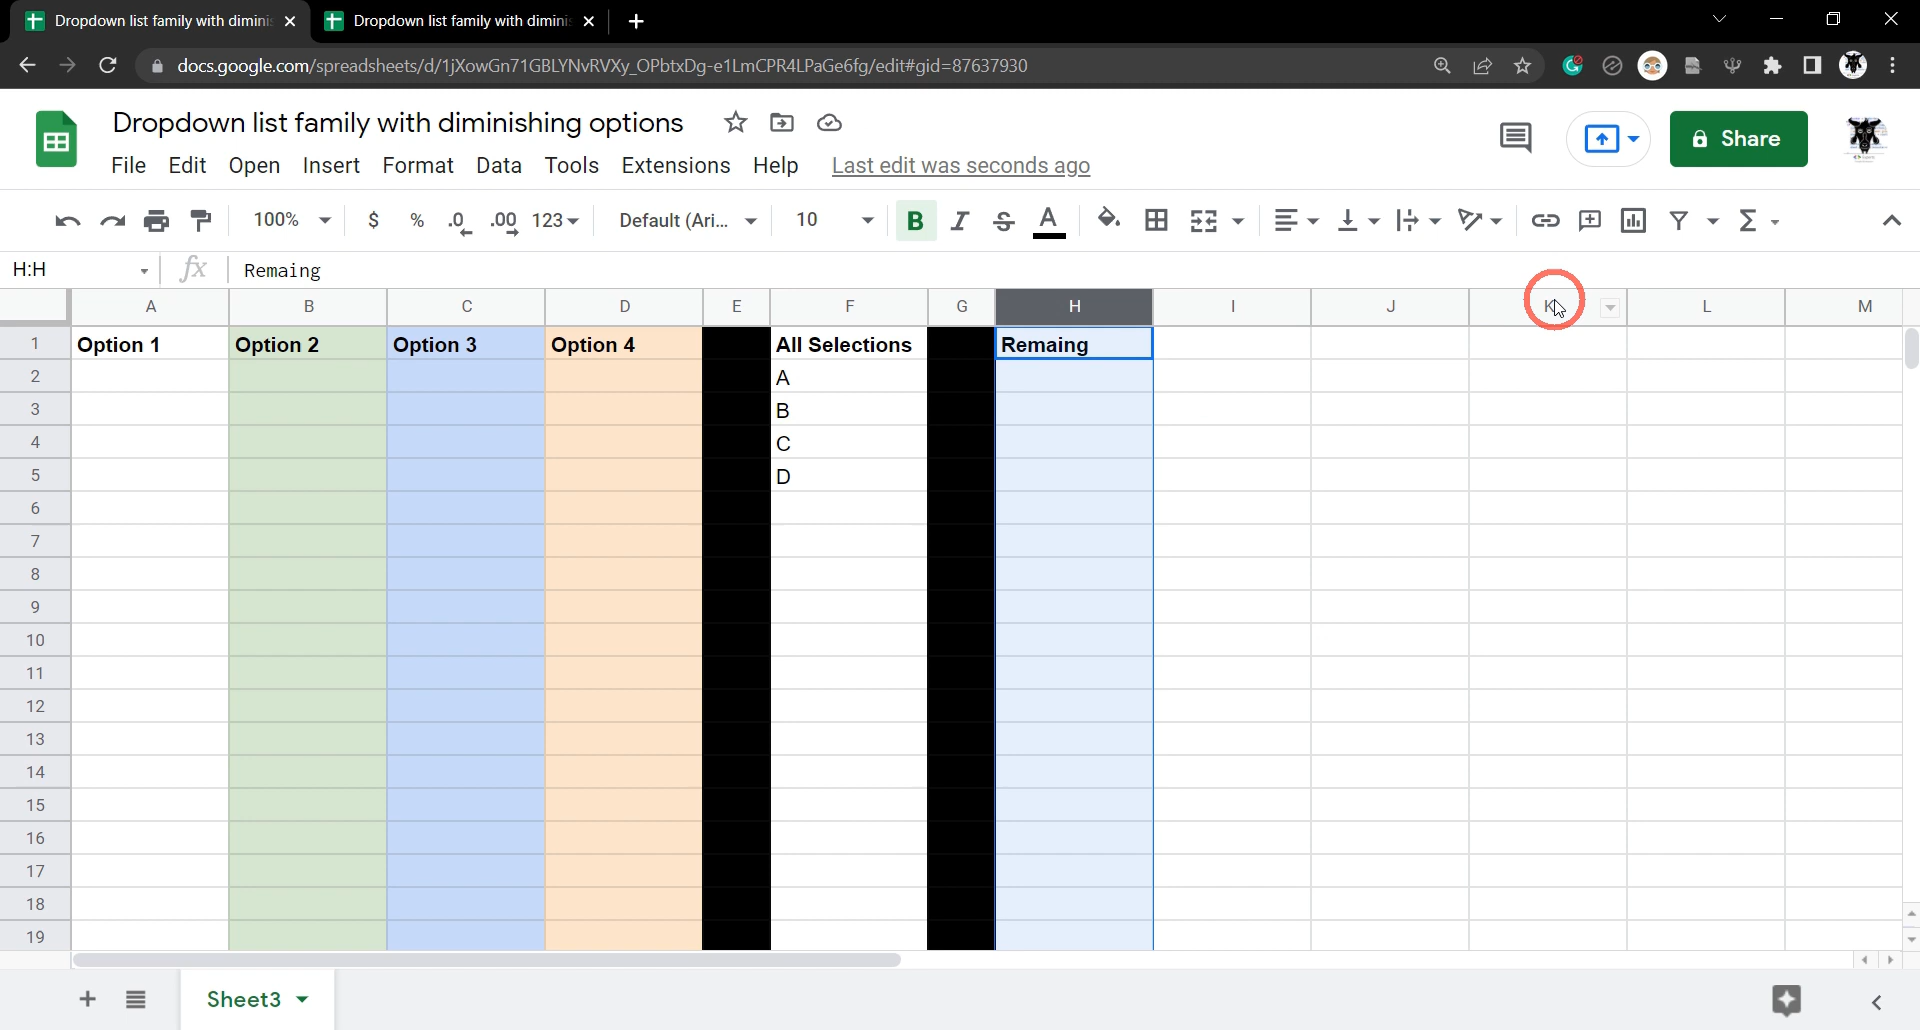 Dropdown list family with dimini
Dropdown list family with dimini
docs.google.com/spreadsheets/d/1jXowGn71GBLYNvRVXy_OPbtxDg-e1LmCPR4LPaGe6fg/edit#gid=87637930
Dropdown list family with diminishing options
Share
File Edit Open Insert Format Data Tools Extensions Help Last edit was seconds ago
100% $ % .0 .00 123 Default (Ari... 10 B I S A
H:H fx Remaing
A B C D E F G H I J K L M
1 Option 1 Option 2 Option 3 Option 4 All Selections Remaing
2 A
3 B
4 C
5 D
6
7
8
9
10
11
12
13
14
15
16
17
18
19
Sheet3